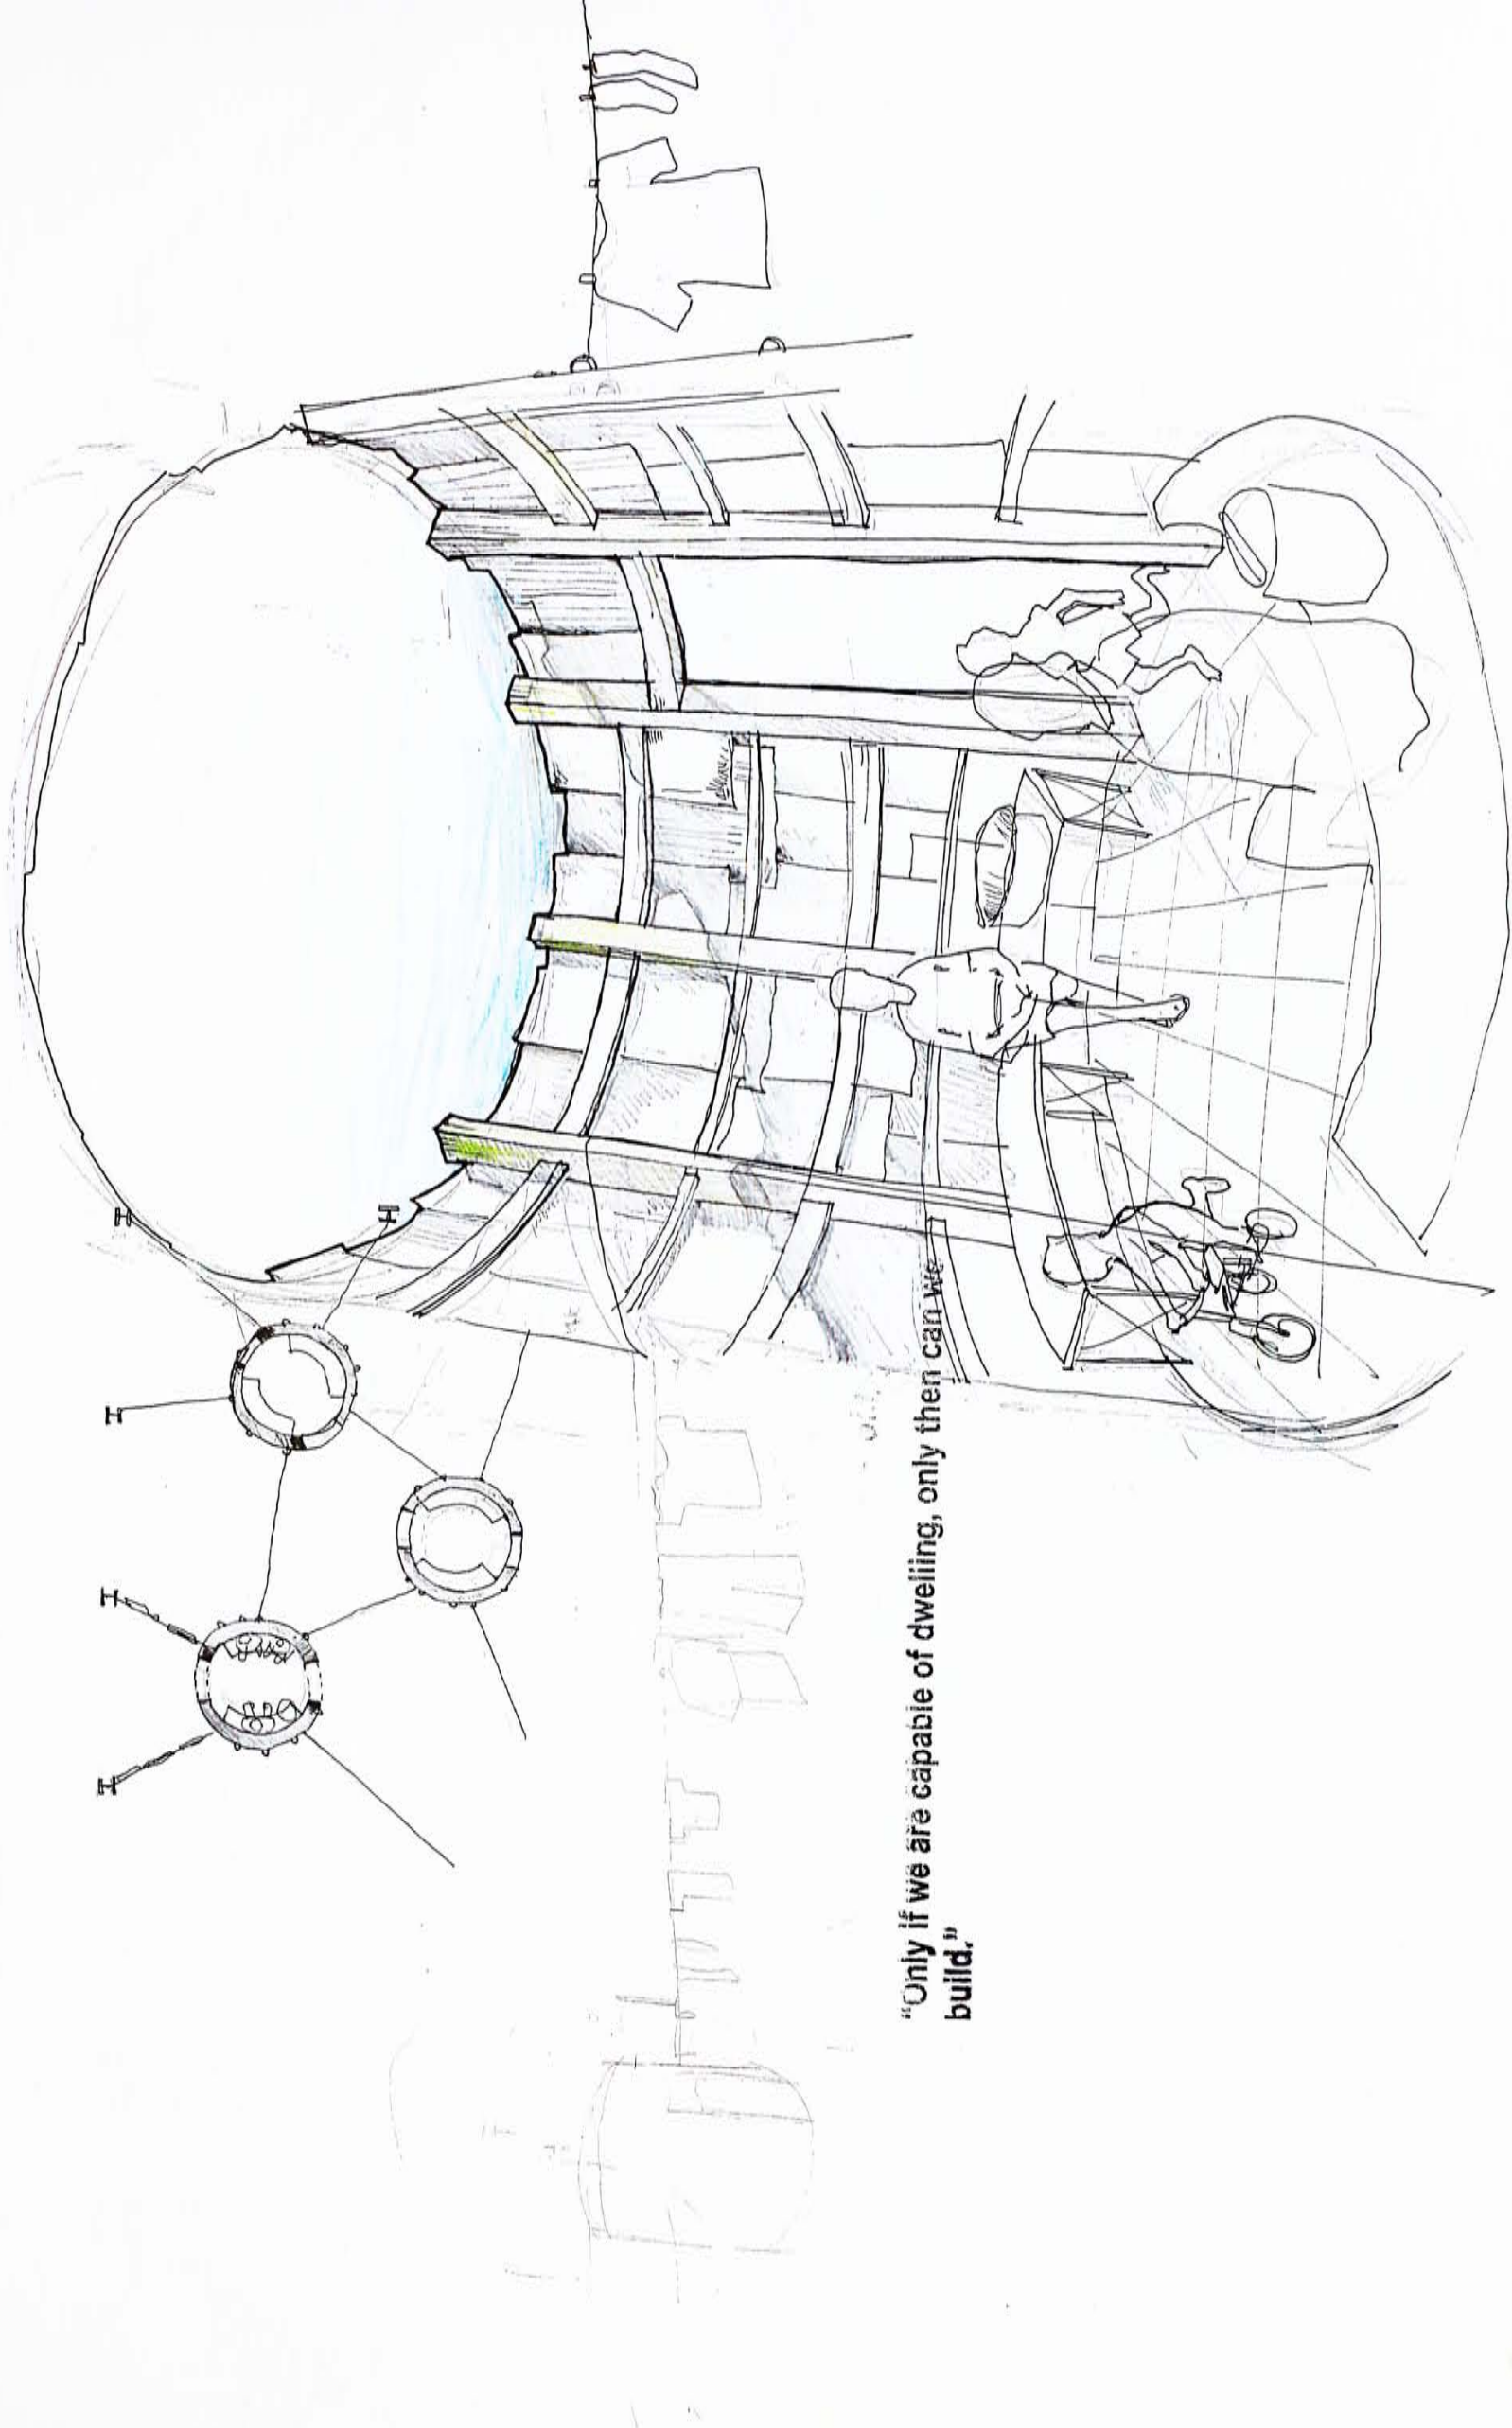 “Only if we are capable of dwelling, only then can we
build.”